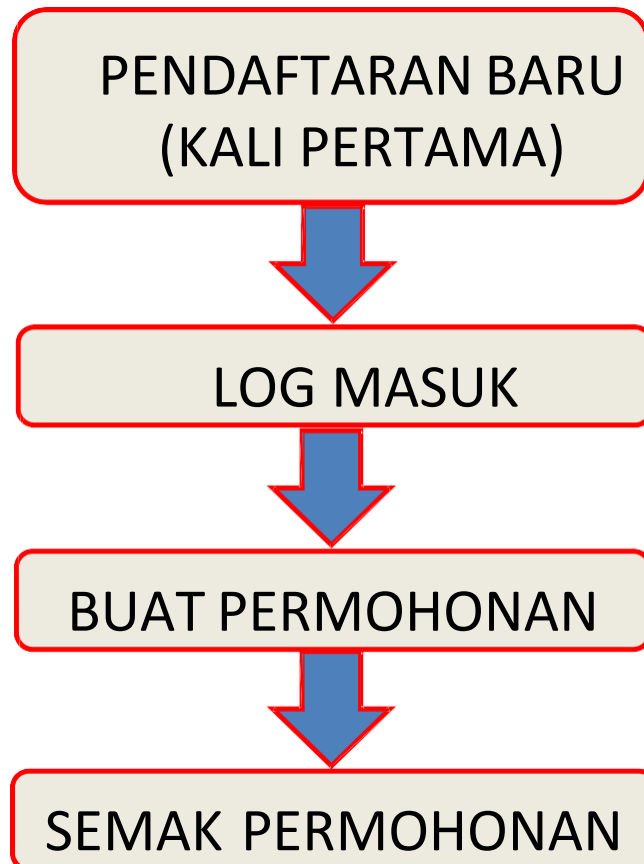 PENDAFTARAN BARU
(KALI PERTAMA)
LOG MASUK
BUAT PERMOHONAN
SEMAK PERMOHONAN